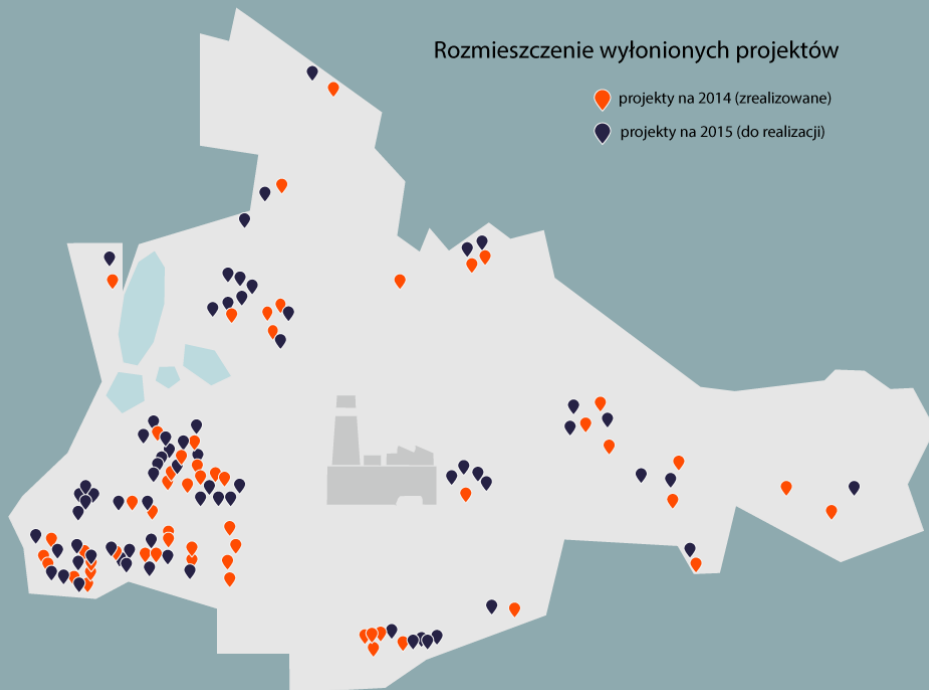 Rozmieszczenie wyłonionych projektów
projekty na 2014 (zrealizowane)
projekty na 2015 (do realizacji)